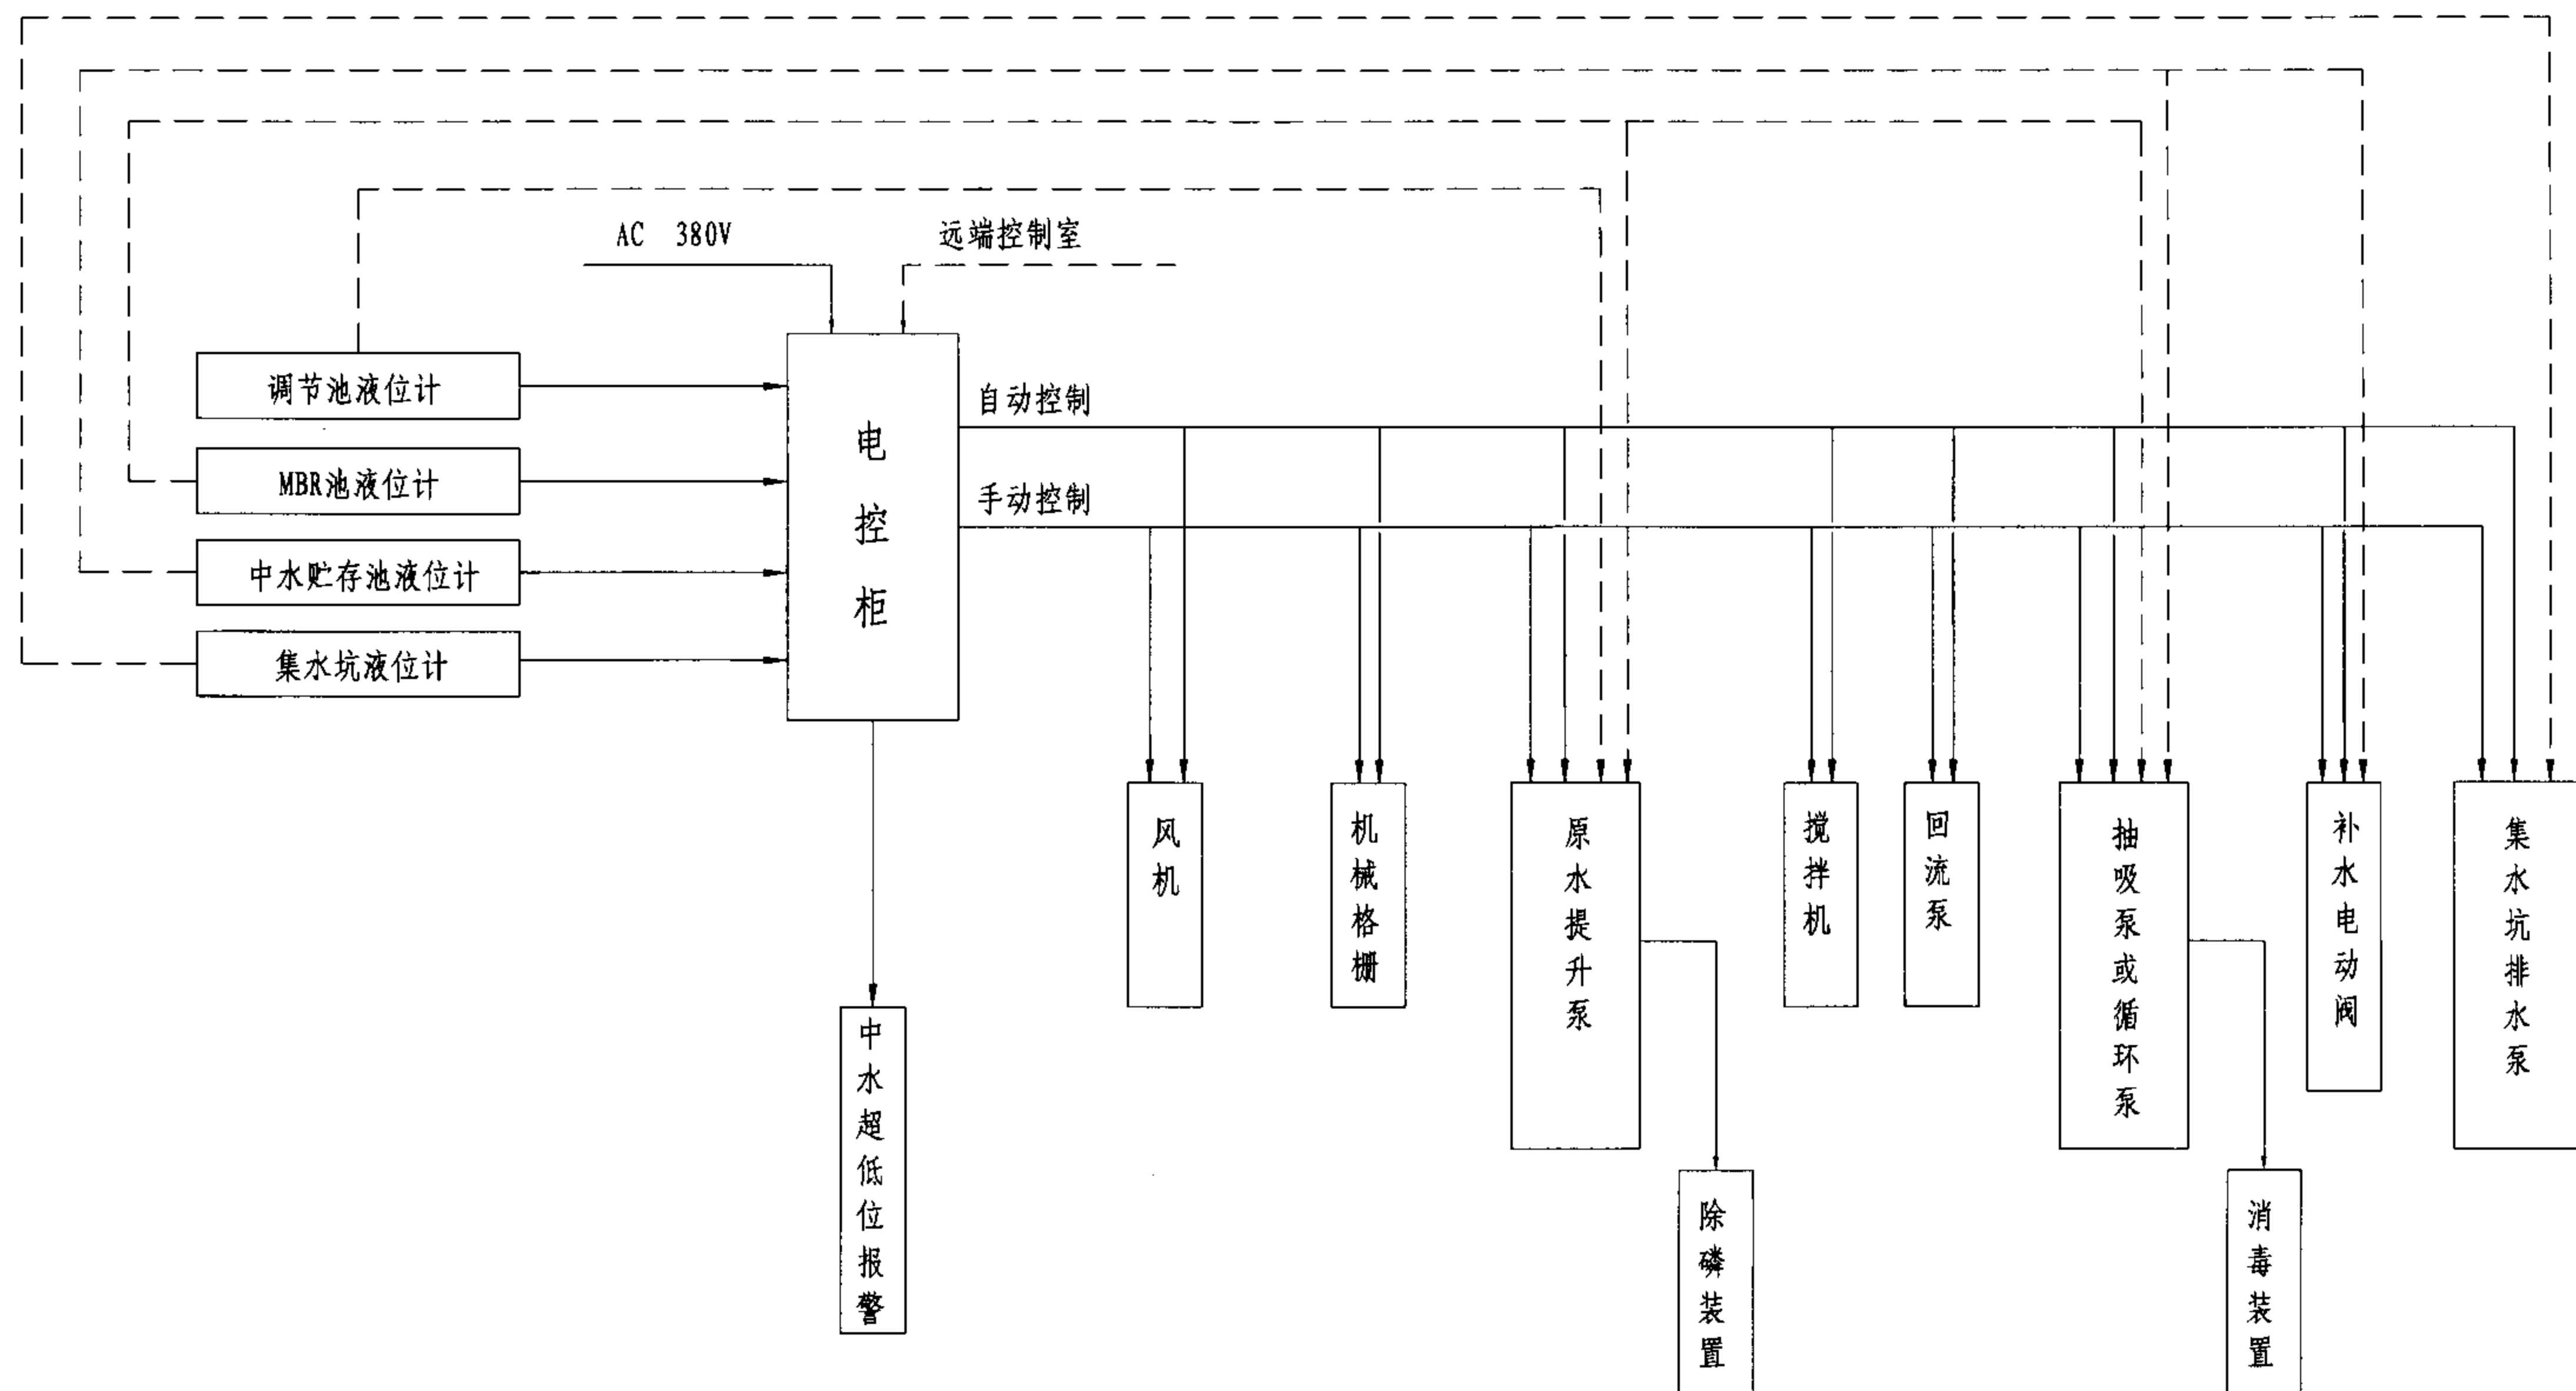 AC 380V
远端控制室
调节池液位计
MBR池液位计
中水贮存池液位计
集水坑液位计
电控柜
自动控制
手动控制
风机
机械格栅
原水提升泵
搅拌机
回流泵
抽吸泵或循环泵
补水电动阀
集水坑排水泵
中水超低位报警
除磷装置
消毒装置